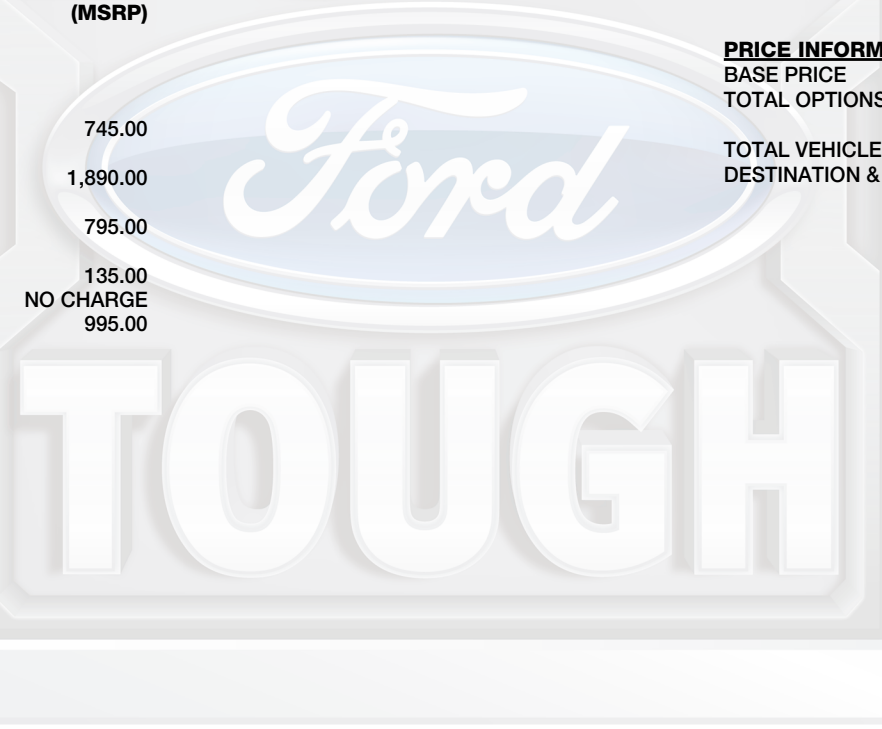 (MSRP)
745.00
1,890.00
795.00
135.00
NO CHARGE
995.00
PRICE INFORM
BASE PRICE
TOTAL OPTIONS
TOTAL VEHICLE
DESTINATION &
Ford
TOUGH